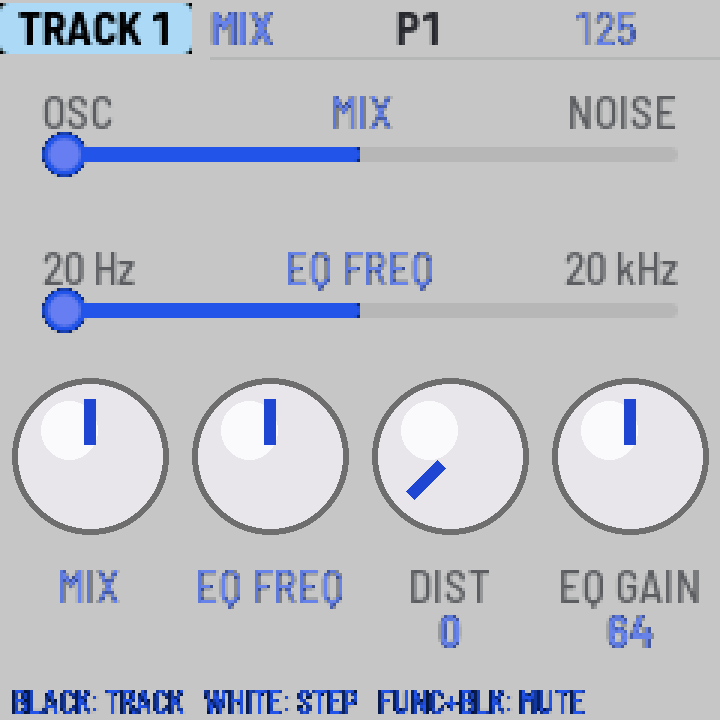 TRACK 1 MIX P1 125
OSC MIX NOISE
20 Hz EQ FREQ 20 kHz
MIX EQ FREQ DIST EQ GAIN
0 64
BLACK: TRACK WHITE: STEP FUNC+BLK: MUTE